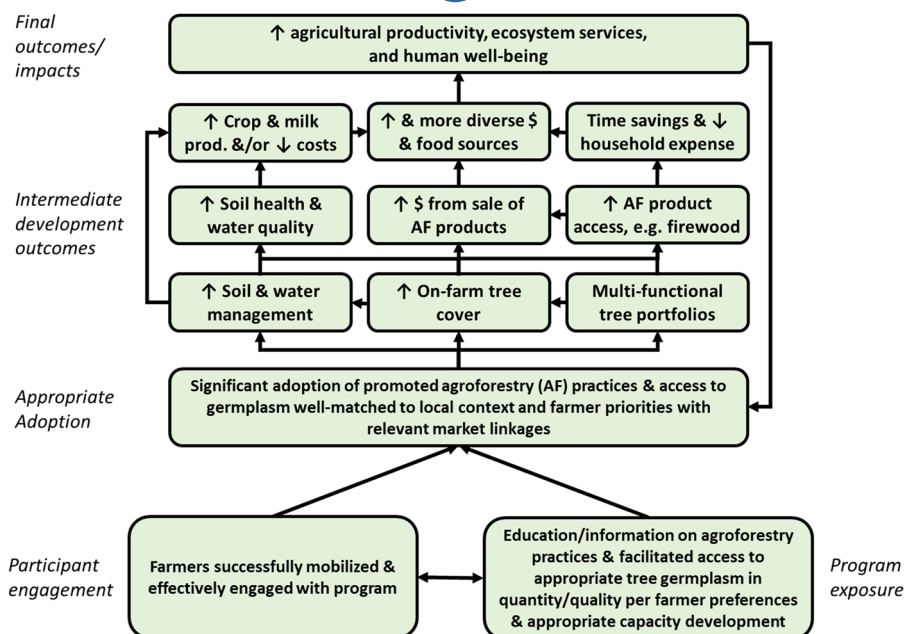 Final
outcomes/
impacts
↑ agricultural productivity, ecosystem services,
and human well-being
↑ Crop & milk
prod. &/or ↓ costs
↑ & more diverse $
& food sources
Time savings & ↓
household expense
Intermediate
development
outcomes
↑ Soil health &
water quality
↑ $ from sale of
AF products
↑ AF product
access, e.g. firewood
↑ Soil & water
management
↑ On-farm tree
cover
Multi-functional
tree portfolios
Appropriate
Adoption
Significant adoption of promoted agroforestry (AF) practices & access to
germplasm well-matched to local context and farmer priorities with
relevant market linkages
Participant
engagement
Farmers successfully mobilized &
effectively engaged with program
Education/information on agroforestry
practices & facilitated access to
appropriate tree germplasm in
quantity/quality per farmer preferences
& appropriate capacity development
Program
exposure